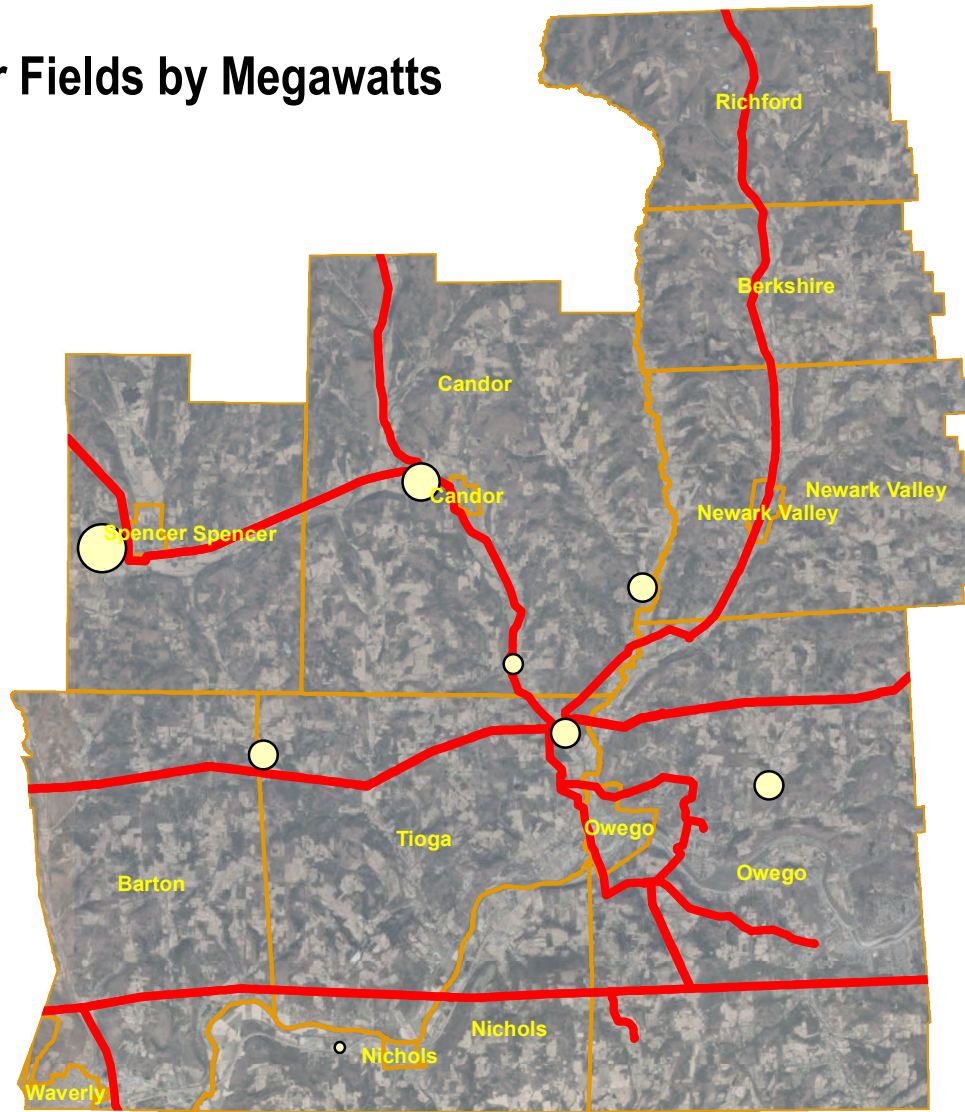 r Fields by Megawatts
Richford
Berkshire
Candor
Candor
Newark Valley
Newark Valley
Spencer Spencer
Owego
Tioga
Owego
Barton
Nichols
Nichols
Waverly